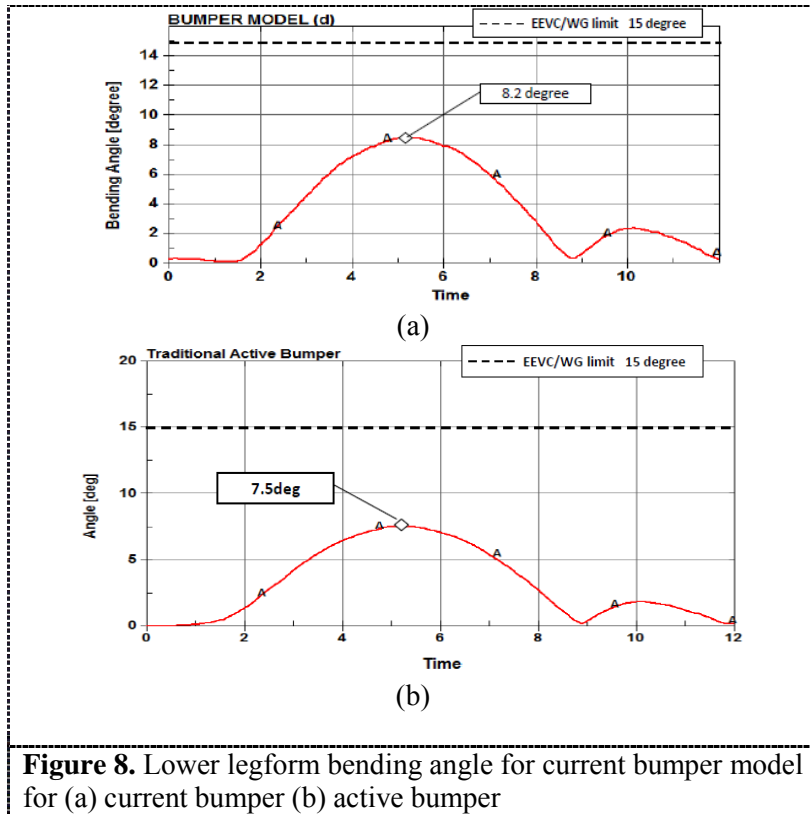 BUMPER MODEL (d)
EEVC/WG limit 15 degree
14
12
10
8
6
4
2
0
Bending Angle [degree]
8.2 degree
A
A
A
A
A
0
2
4
6
8
10
Time
(a)
Traditional Active Bumper
EEVC/WG limit 15 degree
20
15
10
5
0
Angle [deg]
7.5deg
A
A
A
A
A
0
2
4
6
8
10
12
Time
(b)
Figure 8. Lower legform bending angle for current bumper model
for (a) current bumper (b) active bumper